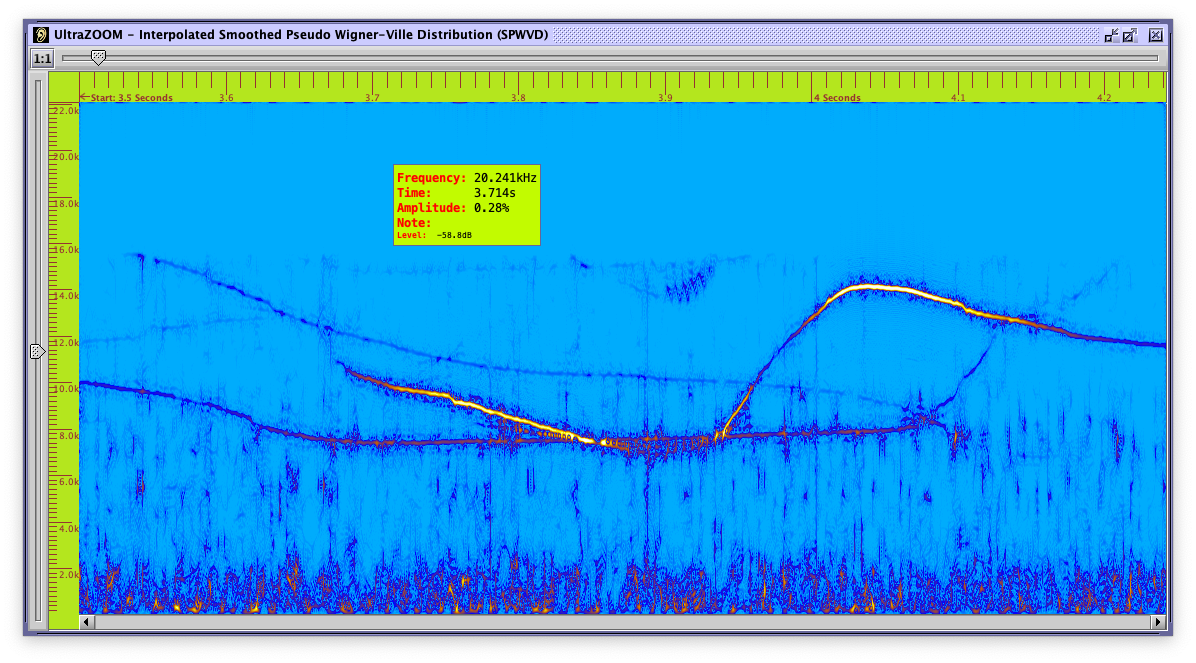 UltraZOOM - Interpolated Smoothed Pseudo Wigner-Ville Distribution (SPWVD)
1:1
←Start: 3.5 Seconds 3.6 3.7 3.8 3.9 4 Seconds 4.1 4.2
22.0k
20.0k
18.0k
16.0k
14.0k
12.0k
10.0k
8.0k
6.0k
4.0k
2.0k
Frequency: 20.241kHz
Time: 3.714s
Amplitude: 0.28%
Note:
Level: -58.8dB